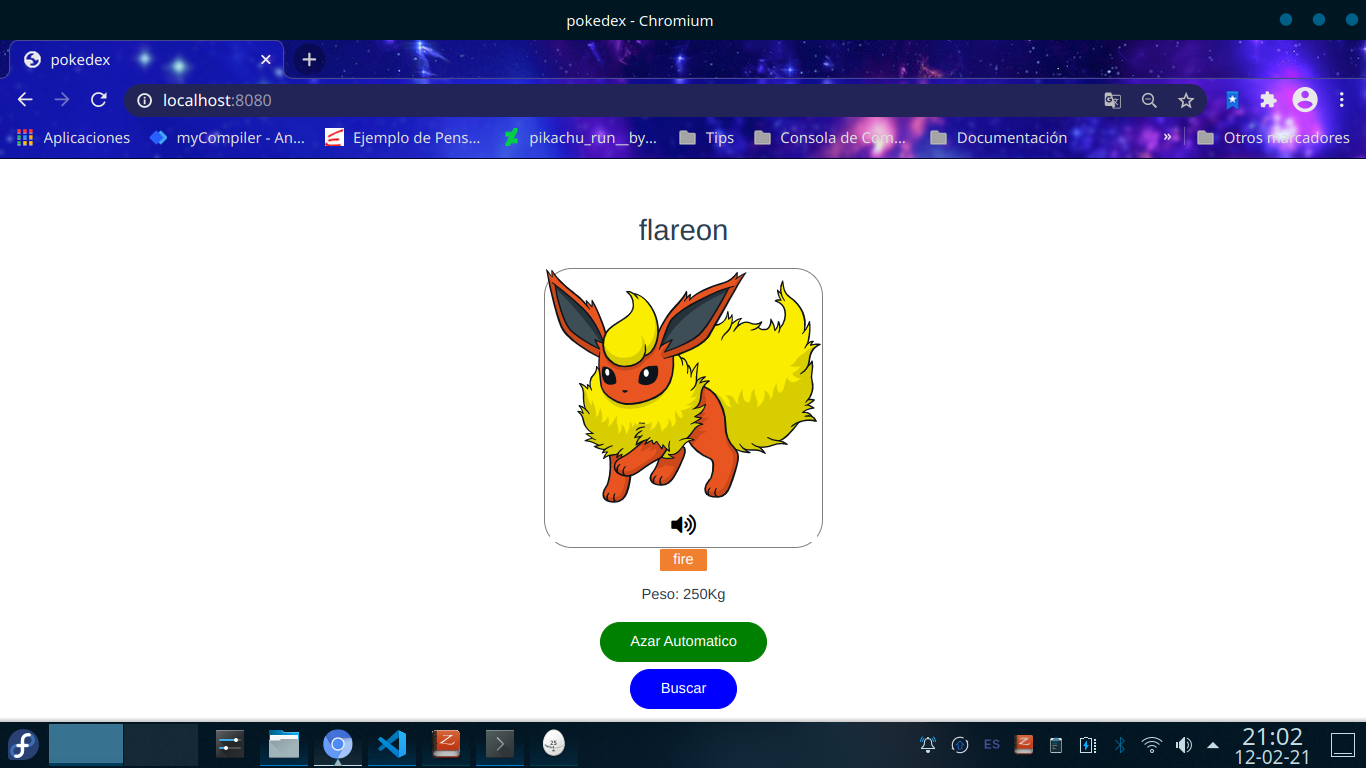 pokedex - Chromium
pokedex
localhost:8080
Aplicaciones myCompiler - An... Ejemplo de Pens... pikachu_run__by... Tips Consola de Com... Documentación » Otros marcadores
flareon
fire
Peso: 250Kg
Azar Automatico
Buscar
25
ES
21:02
12-02-21